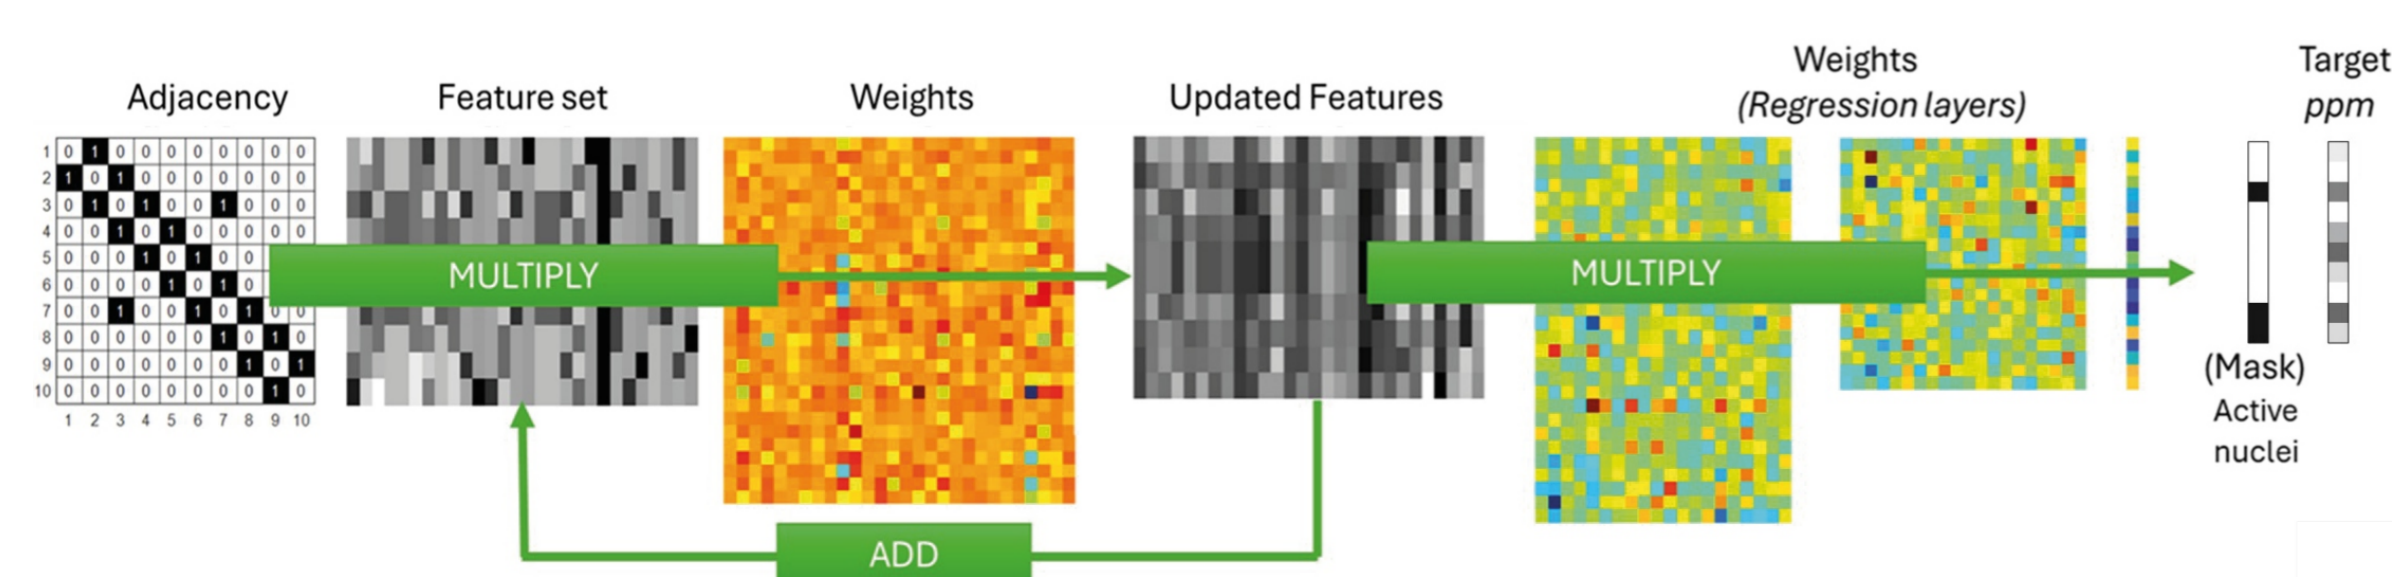 Adjacency
Feature set
Weights
Updated Features
Weights
(Regression layers)
Target
ppm
1 0 1 0 0 0 0 0 0 0 0
2 1 0 1 0 0 0 0 0 0 0
3 0 1 0 1 0 0 1 0 0 0
4 0 0 1 0 1 0 0 0 0 0
5 0 0 0 1 0 1 0 0
6 0 0 0 0 1 0 1 0
7 0 0 1 0 0 1 0 1 0 0
8 0 0 0 0 0 0 1 0 1 0
9 0 0 0 0 0 0 0 1 0 1
10 0 0 0 0 0 0 0 0 1 0
1 2 3 4 5 6 7 8 9 10
MULTIPLY
MULTIPLY
ADD
(Mask)
Active
nuclei